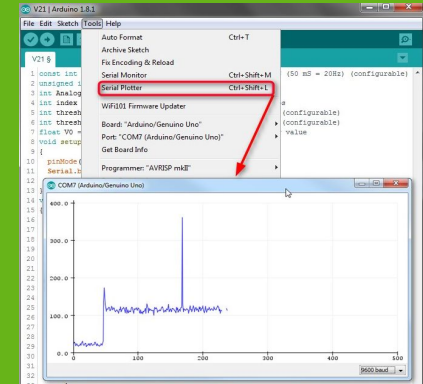 V21 | Arduino 1.8.1
File Edit Sketch Tools Help
Auto Format Ctrl+T
Archive Sketch
Fix Encoding & Reload
Serial Monitor Ctrl+Shift+M
Serial Plotter Ctrl+Shift+L
WiFi101 Firmware Updater
Board: "Arduino/Genuino Uno"
Port: "COM7 (Arduino/Genuino Uno)"
Get Board Info
Programmer: "AVRISP mkII"
V21 §
1 const int (50 mS = 20Hz) (configurable)
2 unsigned i
3 int Analog
4 int index
5 int thresh (configurable)
6 int thresh (configurable)
7 float V0 = value
8 void setup
9 {
10 pinMode(
11 Serial.b
12
13 }
14 v
15 {
16
17
18
19
20
21
22
23
24
25
26
27
28
29
30
31
32
COM7 (Arduino/Genuino Uno)
400.0
300.0
200.0
100.0
0.0
0 100 200 300 400 500
9600 baud